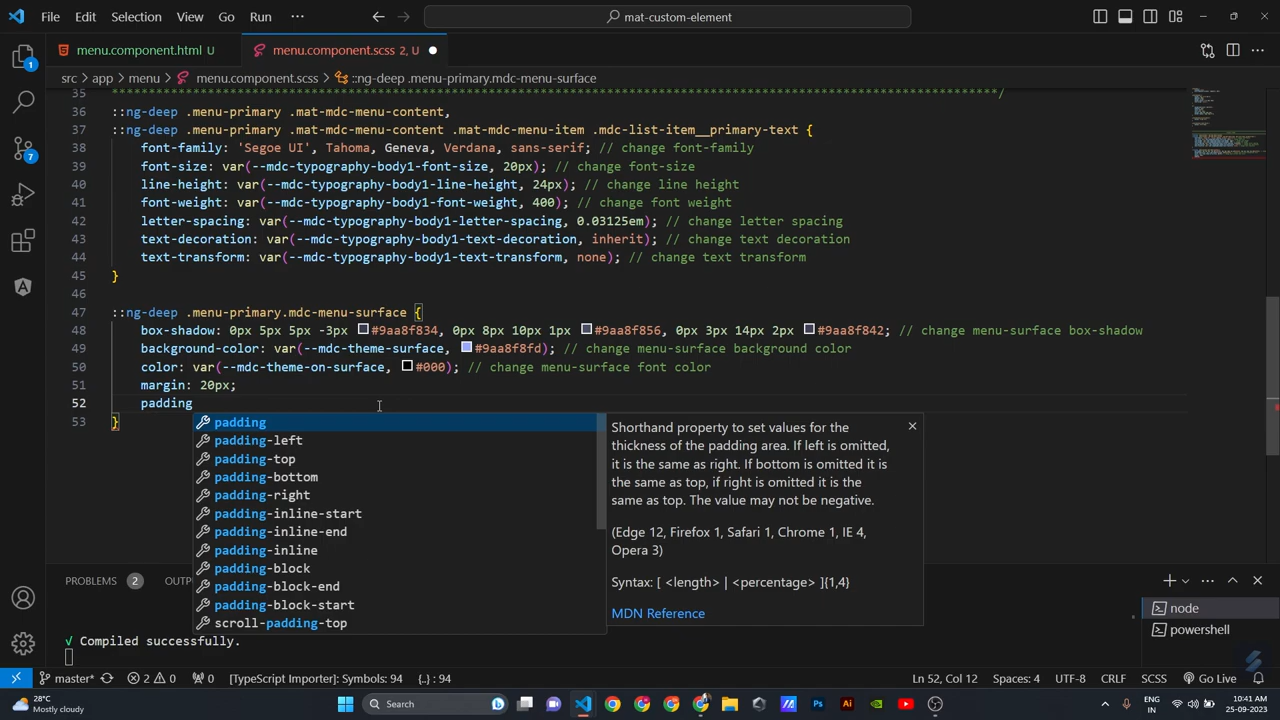 File Edit Selection View Go Run ··· mat-custom-element
menu.component.html U menu.component.scss 2, U
src > app > menu > menu.component.scss > ::ng-deep .menu-primary.mdc-menu-surface
35 *************************************************************************************************************************/
36 ::ng-deep .menu-primary .mat-mdc-menu-content,
37 ::ng-deep .menu-primary .mat-mdc-menu-content .mat-mdc-menu-item .mdc-list-item__primary-text {
38 font-family: 'Segoe UI', Tahoma, Geneva, Verdana, sans-serif; // change font-family
39 font-size: var(--mdc-typography-body1-font-size, 20px); // change font-size
40 line-height: var(--mdc-typography-body1-line-height, 24px); // change line height
41 font-weight: var(--mdc-typography-body1-font-weight, 400); // change font weight
42 letter-spacing: var(--mdc-typography-body1-letter-spacing, 0.03125em); // change letter spacing
43 text-decoration: var(--mdc-typography-body1-text-decoration, inherit); // change text decoration
44 text-transform: var(--mdc-typography-body1-text-transform, none); // change text transform
45 }
46
47 ::ng-deep .menu-primary.mdc-menu-surface {
48 box-shadow: 0px 5px 5px -3px #9aa8f834, 0px 8px 10px 1px #9aa8f856, 0px 3px 14px 2px #9aa8f842; // change menu-surface box-shadow
49 background-color: var(--mdc-theme-surface, #9aa8f8fd); // change menu-surface background color
50 color: var(--mdc-theme-on-surface, #000); // change menu-surface font color
51 margin: 20px;
52 padding
53 }
padding
padding-left
padding-top
padding-bottom
padding-right
padding-inline-start
padding-inline-end
padding-inline
padding-block
padding-block-end
padding-block-start
scroll-padding-top
Shorthand property to set values for the
thickness of the padding area. If left is omitted,
it is the same as right. If bottom is omitted it is
the same as top, if right is omitted it is the
same as top. The value may not be negative.
(Edge 12, Firefox 1, Safari 1, Chrome 1, IE 4,
Opera 3)
Syntax: [ <length> | <percentage> ]{1,4}
MDN Reference
PROBLEMS 2 OUTP
node
powershell
√ Compiled successfully.
1
7
master* 2 0 0 [TypeScript Importer]: Symbols: 94 {..} : 94 Ln 52, Col 12 Spaces: 4 UTF-8 CRLF SCSS Go Live
28°C
Mostly cloudy
Search
ENG
IN
10:41 AM
25-09-2023